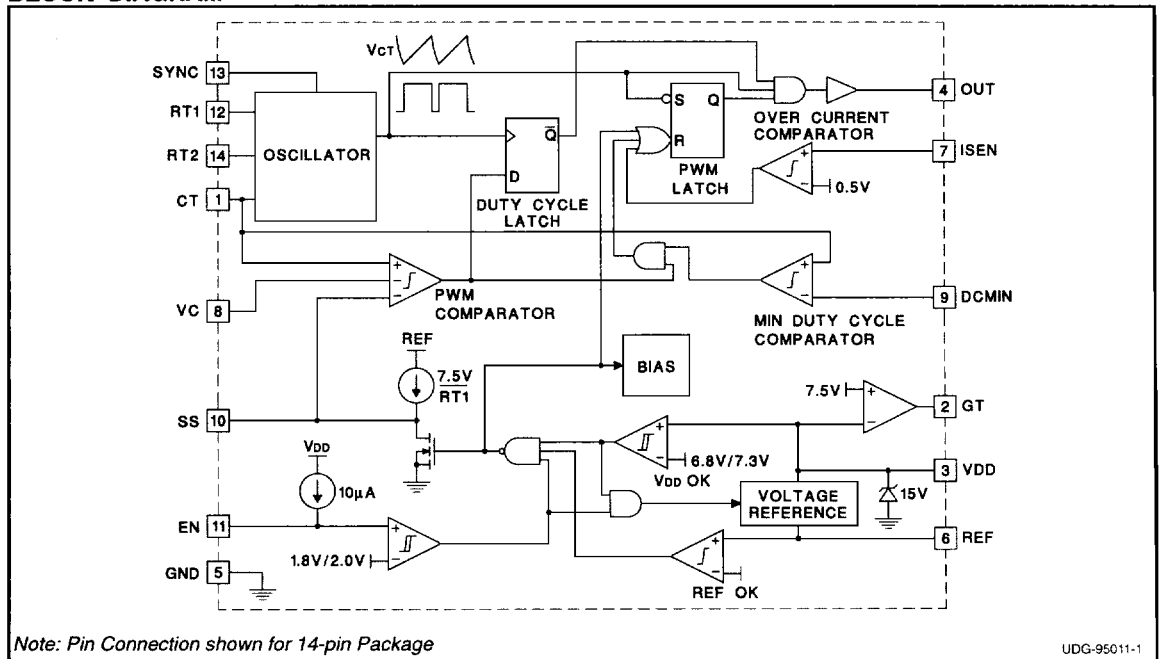 VCT
SYNC 13
RT1 12
RT2 14
CT 1
OSCILLATOR
Q
D
DUTY CYCLE
LATCH
S Q
R
PWM
LATCH
4 OUT
OVER CURRENT
COMPARATOR
7 ISEN
0.5V
+
−
VC 8
+
−
−
PWM
COMPARATOR
+
−
9 DCMIN
MIN DUTY CYCLE
COMPARATOR
REF
7.5V
RT1
BIAS
SS 10
7.5V
+
−
2 GT
VDD
10µA
+
−
6.8V/7.3V
VDD OK
3 VDD
15V
VOLTAGE
REFERENCE
EN 11
+
−
1.8V/2.0V
+
−
REF OK
6 REF
GND 5
Note: Pin Connection shown for 14-pin Package
UDG-95011-1